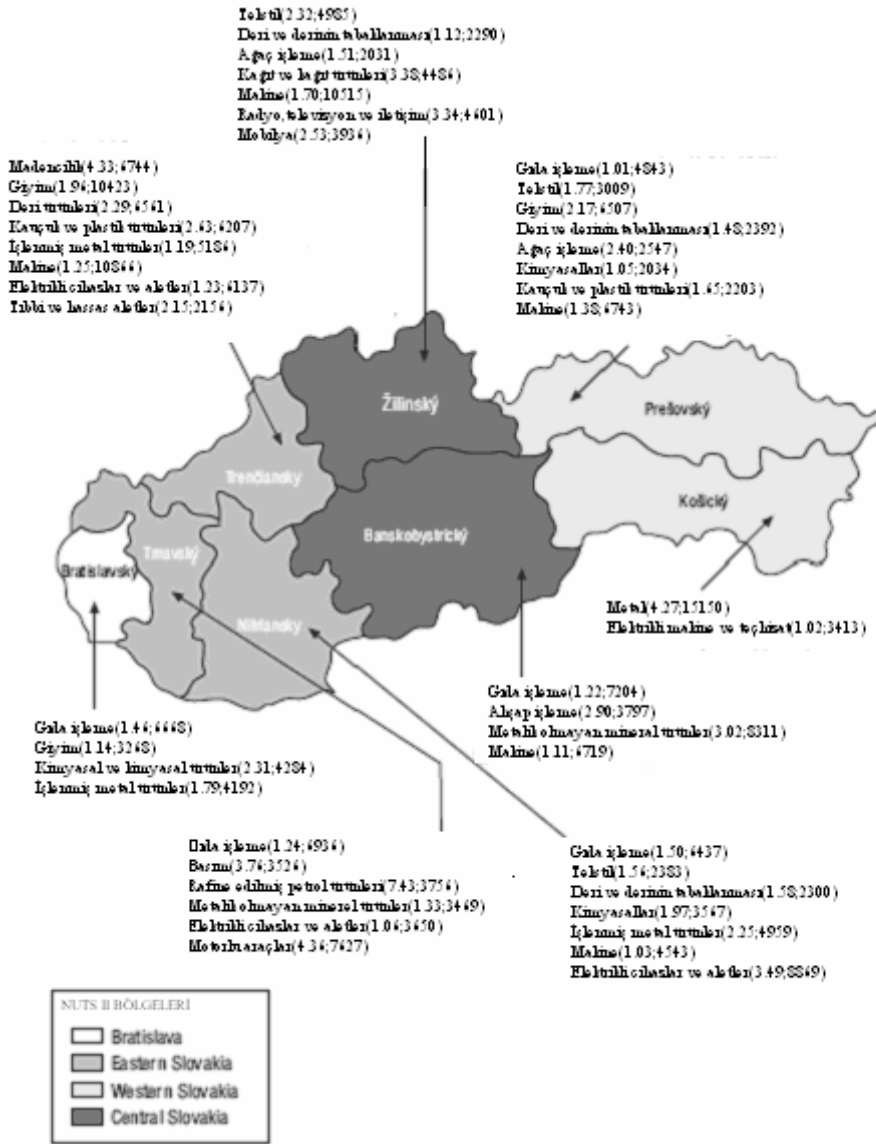 Tekstil(2.32;4985)
Deri ve derinin tabaklanması(1.12;2290)
Ağaç işleme(1.51;2031)
Kağıt ve kağıt ürünleri(3.38;4486)
Makine(1.70;10515)
Radyo, televizyon ve iletişim(3.34;4601)
Mobilya(2.53;3936)
Madencilik(4.33;6744)
Giyim(1.96;10423)
Deri ürünleri(2.29;6561)
Kauçuk ve plastik ürünleri(2.63;6207)
İşlenmiş metal ürünler(1.19;5186)
Makine(1.25;10866)
Elektrikli cihazlar ve aletler(1.23;6137)
Tıbbi ve hassas aletler(2.15;2156)
Gıda işleme(1.01;4843)
Tekstil(1.77;3009)
Giyim(2.17;6507)
Deri ve derinin tabaklanması(1.48;2392)
Ağaç işleme(2.40;2547)
Kimyasallar(1.05;2034)
Kauçuk ve plastik ürünleri(1.65;2203)
Makine(1.38;6743)
Žilinský
Prešovský
Trenčiansky
Košický
Banskobystrický
Trnavský
Bratislavský
Nitriansky
Metal(4.27;15150)
Elektrikli makine ve teçhizat(1.02;3413)
Gıda işleme(1.22;7204)
Ahşap işleme(2.90;3797)
Metalik olmayan mineral ürünler(3.02;8311)
Makine(1.11;6719)
Gıda işleme(1.46;6668)
Giyim(1.14;3268)
Kimyasal ve kimyasal ürünler(2.31;4284)
İşlenmiş metal ürünler(1.79;4192)
Gıda işleme(1.24;6936)
Basım(3.76;3526)
Rafine edilmiş petrol ürünleri(7.43;3756)
Metalik olmayan minerel ürünler(1.33;3469)
Elektrikli cihazlar ve aletler(1.06;3650)
Motorlu araçlar(4.36;7627)
Gıda işleme(1.50;6437)
Tekstil(1.56;2383)
Deri ve derinin tabaklanması(1.58;2300)
Kimyasallar(1.97;3567)
İşlenmiş metal ürünler(2.25;4959)
Makine(1.03;4543)
Elektrikli cihazlar ve aletler(3.49;8869)
NUTS II BÖLGELERİ
Bratislava
Eastern Slovakia
Western Slovakia
Central Slovakia